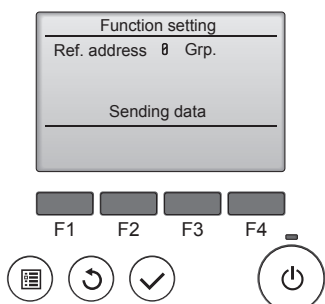 Function setting
Ref. address 0 Grp.
Sending data
F1 F2 F3 F4